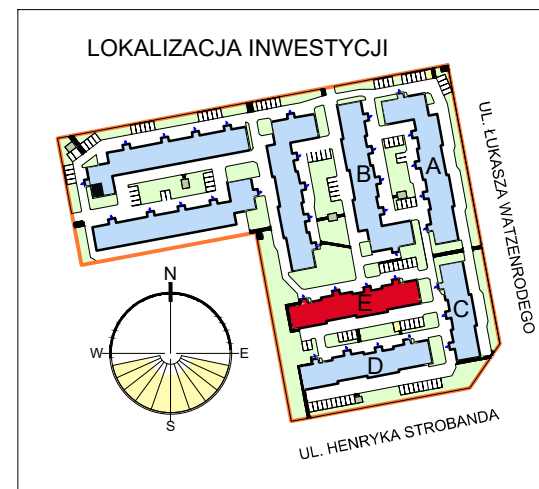 LOKALIZACJA INWESTYCJI
A
B
UL. ŁUKASZA WATZENRODEGO
N
E
C
W
E
D
S
UL. HENRYKA STROBANDA